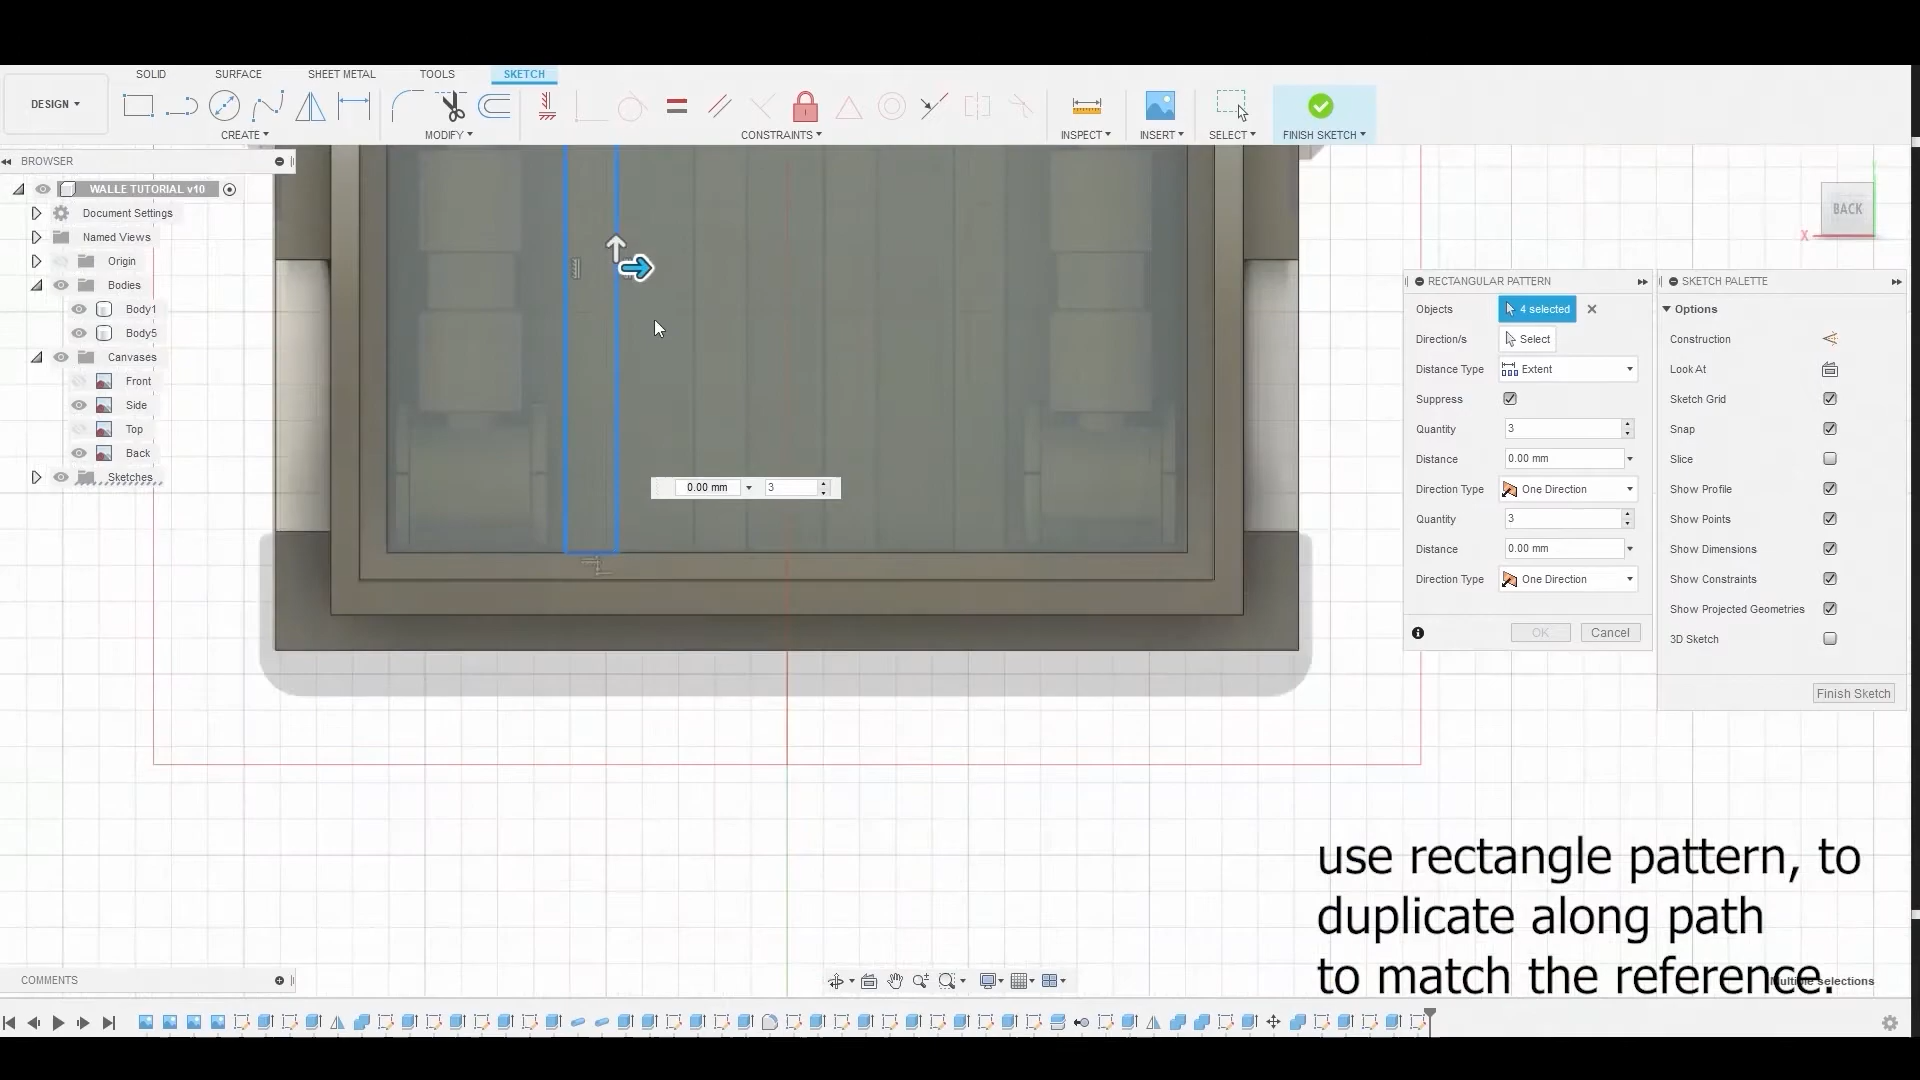 SOLID SURFACE SHEET METAL TOOLS SKETCH
DESIGN
CREATE MODIFY CONSTRAINTS INSPECT INSERT SELECT FINISH SKETCH
BROWSER
WALLE TUTORIAL v10
Document Settings
Named Views
Origin
Bodies
Body1
Body5
Canvases
Front
Side
Top
Back
Sketches
0.00 mm 3
BACK
X
RECTANGULAR PATTERN
Objects 4 selected
Direction/s Select
Distance Type Extent
Suppress
Quantity 3
Distance 0.00 mm
Direction Type One Direction
Quantity 3
Distance 0.00 mm
Direction Type One Direction
OK Cancel
SKETCH PALETTE
Options
Construction
Look At
Sketch Grid
Snap
Slice
Show Profile
Show Points
Show Dimensions
Show Constraints
Show Projected Geometries
3D Sketch
Finish Sketch
use rectangle pattern, to
duplicate along path
to match the reference.
Multiple selections
COMMENTS